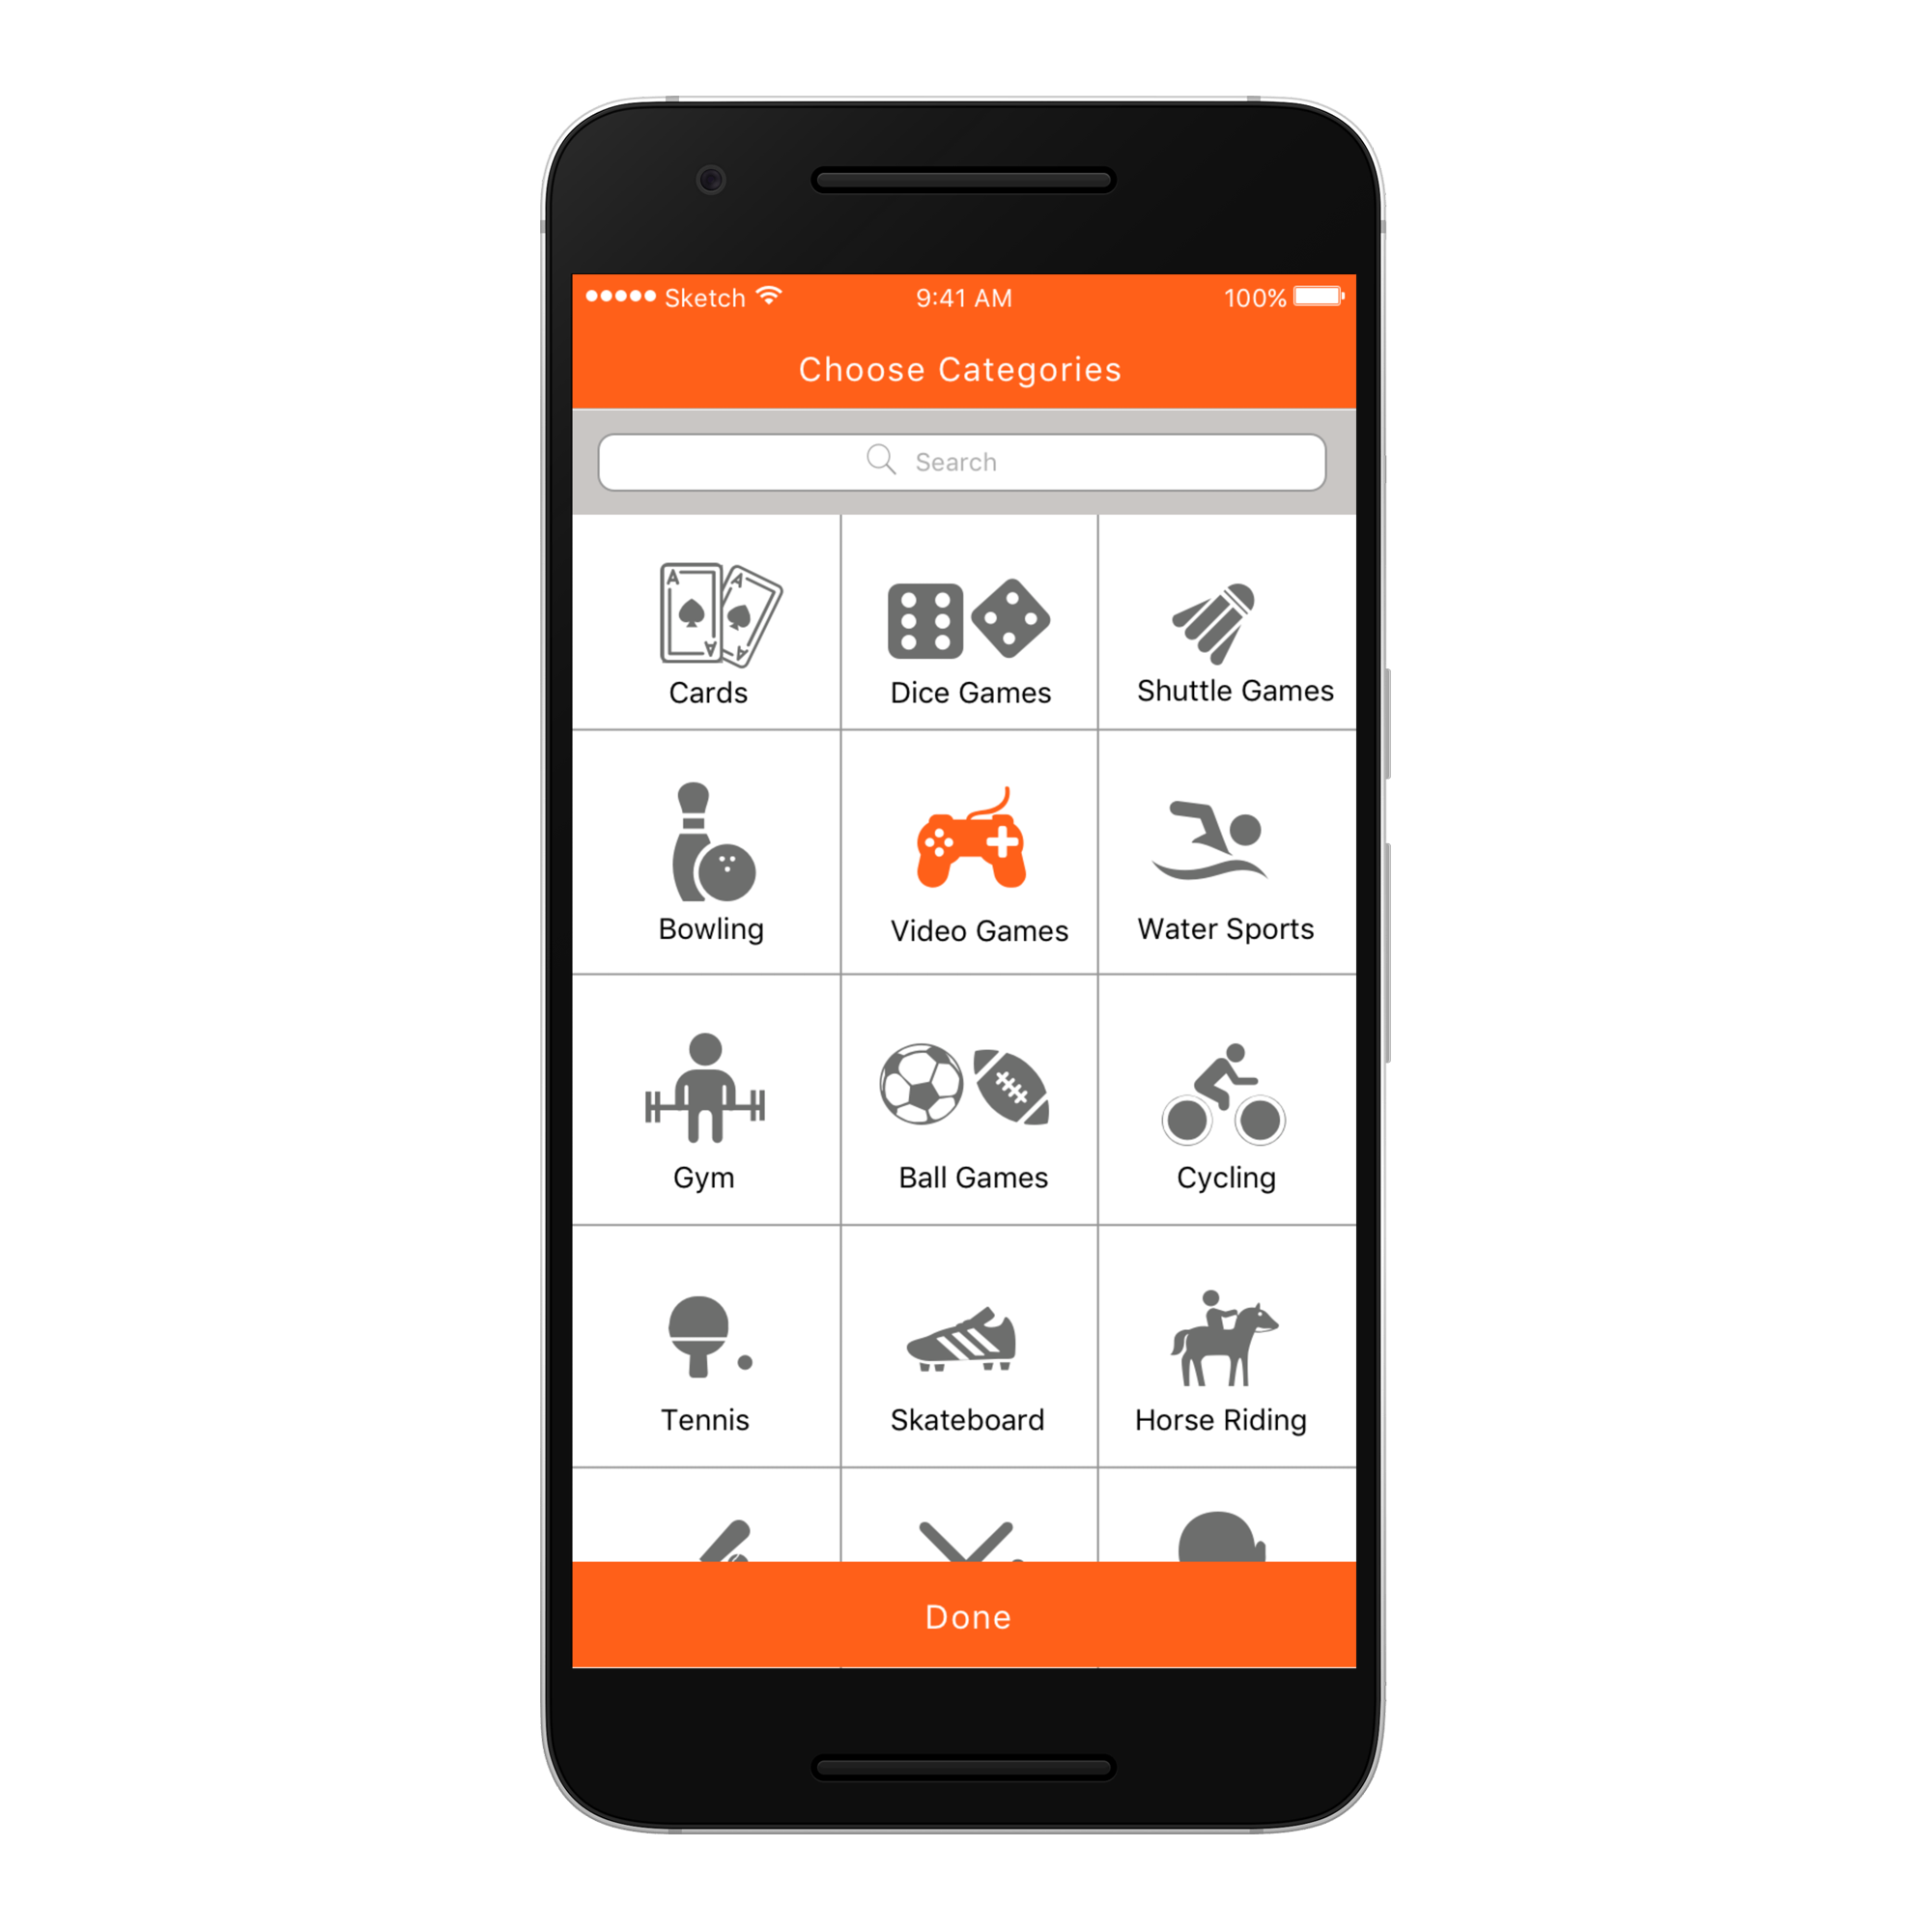 Sketch 9:41 AM 100%
Choose Categories
Search
A A A A
Cards Dice Games Shuttle Games
Bowling Video Games Water Sports
Gym Ball Games Cycling
Tennis Skateboard Horse Riding
Done